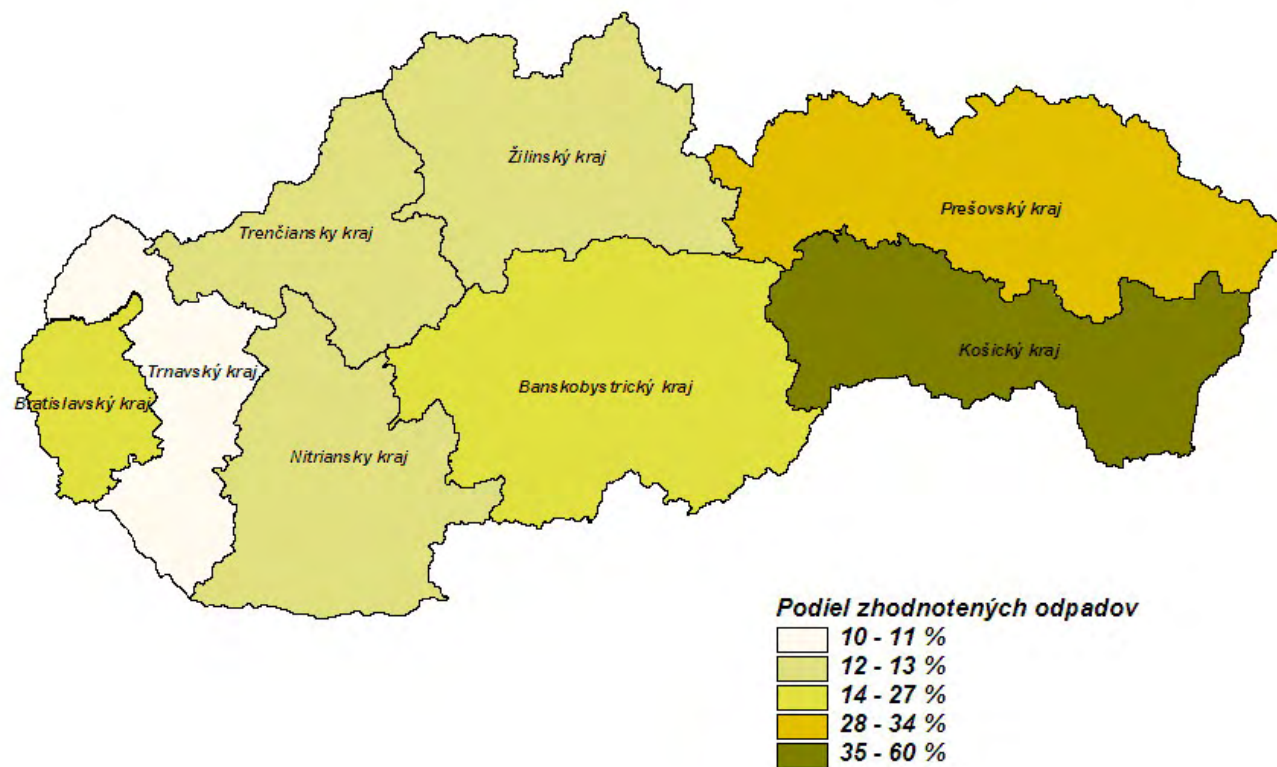 Žilinský kraj
Prešovský kraj
Trenčiansky kraj
Košický kraj
Trnavský kraj
Banskobystrický kraj
Bratislavský kraj
Nitriansky kraj
Podiel zhodnotených odpadov
10 - 11 %
12 - 13 %
14 - 27 %
28 - 34 %
35 - 60 %